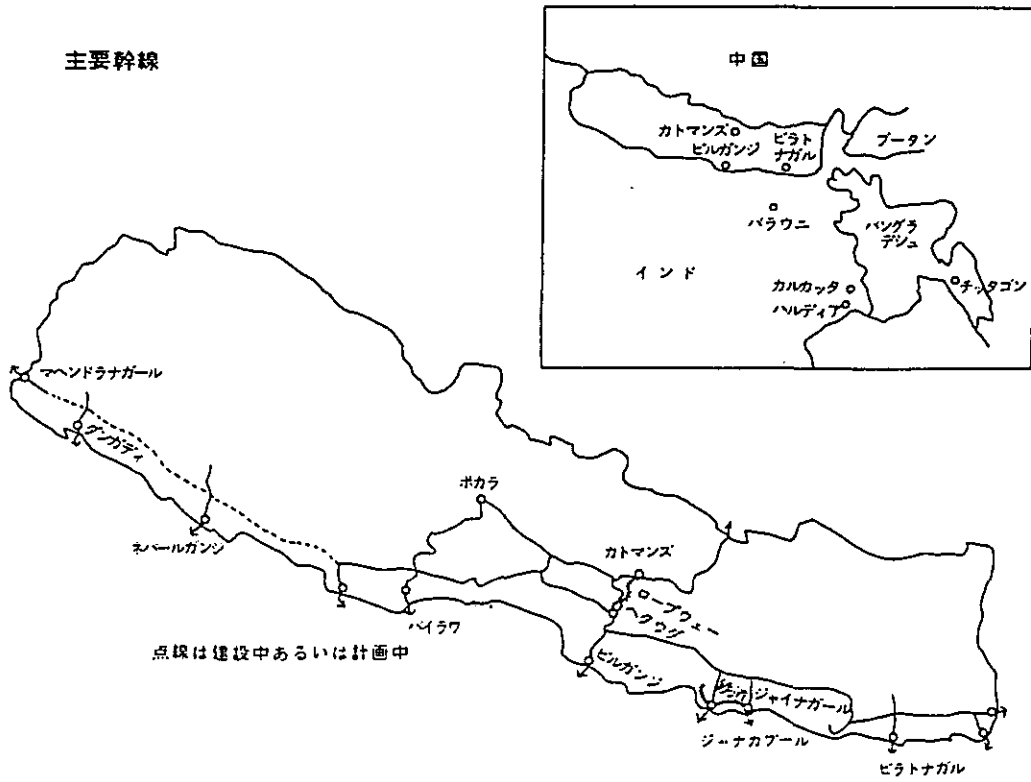 主要幹線
中国
カトマンズ
ビルガンジ
ビラト
ナガル
ブータン
バラウニ
バングラ
デシュ
インド
カルカッタ
ハルディア
チッタゴン
マヘンドラナガール
ダンガディ
ネパールガンジ
ポカラ
カトマンズ
ロープウェー
ヘタウダ
バイラワ
点線は建設中あるいは計画中
ビルガンジ
ジャイナガール
ジャナカプール
ビラトナガル